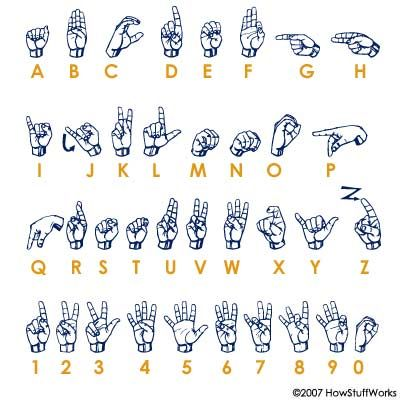 A B C D E F G H
I J K L M N O P
Q R S T U V W X Y Z
1 2 3 4 5 6 7 8 9 0
©2007 HowStuffWorks